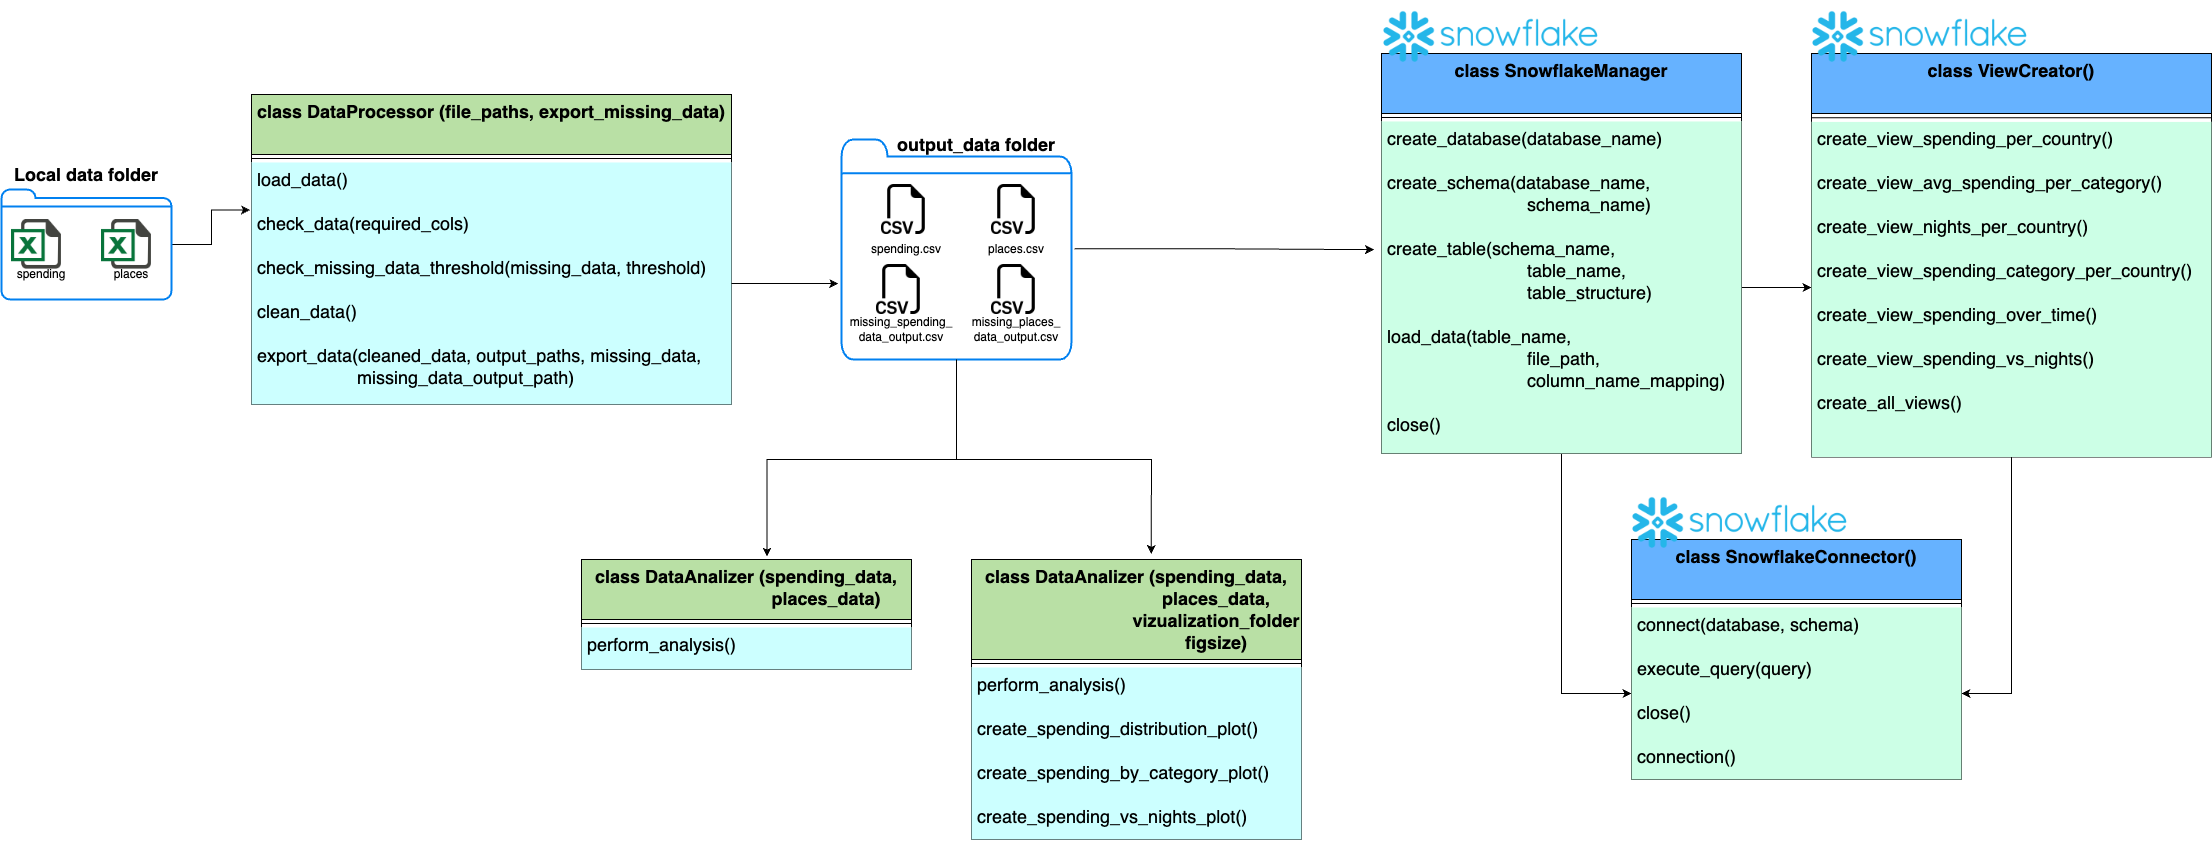 Local data folder
spending
places
class DataProcessor (file_paths, export_missing_data)
load_data()
check_data(required_cols)
check_missing_data_threshold(missing_data, threshold)
clean_data()
export_data(cleaned_data, output_paths, missing_data,
missing_data_output_path)
output_data folder
CSV
spending.csv
CSV
places.csv
CSV
missing_spending_
data_output.csv
CSV
missing_places_
data_output.csv
class DataAnalizer (spending_data,
places_data)
perform_analysis()
class DataAnalizer (spending_data,
places_data,
vizualization_folder
figsize)
perform_analysis()
create_spending_distribution_plot()
create_spending_by_category_plot()
create_spending_vs_nights_plot()
snowflake
class SnowflakeManager
create_database(database_name)
create_schema(database_name,
schema_name)
create_table(schema_name,
table_name,
table_structure)
load_data(table_name,
file_path,
column_name_mapping)
close()
snowflake
class ViewCreator()
create_view_spending_per_country()
create_view_avg_spending_per_category()
create_view_nights_per_country()
create_view_spending_category_per_country()
create_view_spending_over_time()
create_view_spending_vs_nights()
create_all_views()
snowflake
class SnowflakeConnector()
connect(database, schema)
execute_query(query)
close()
connection()